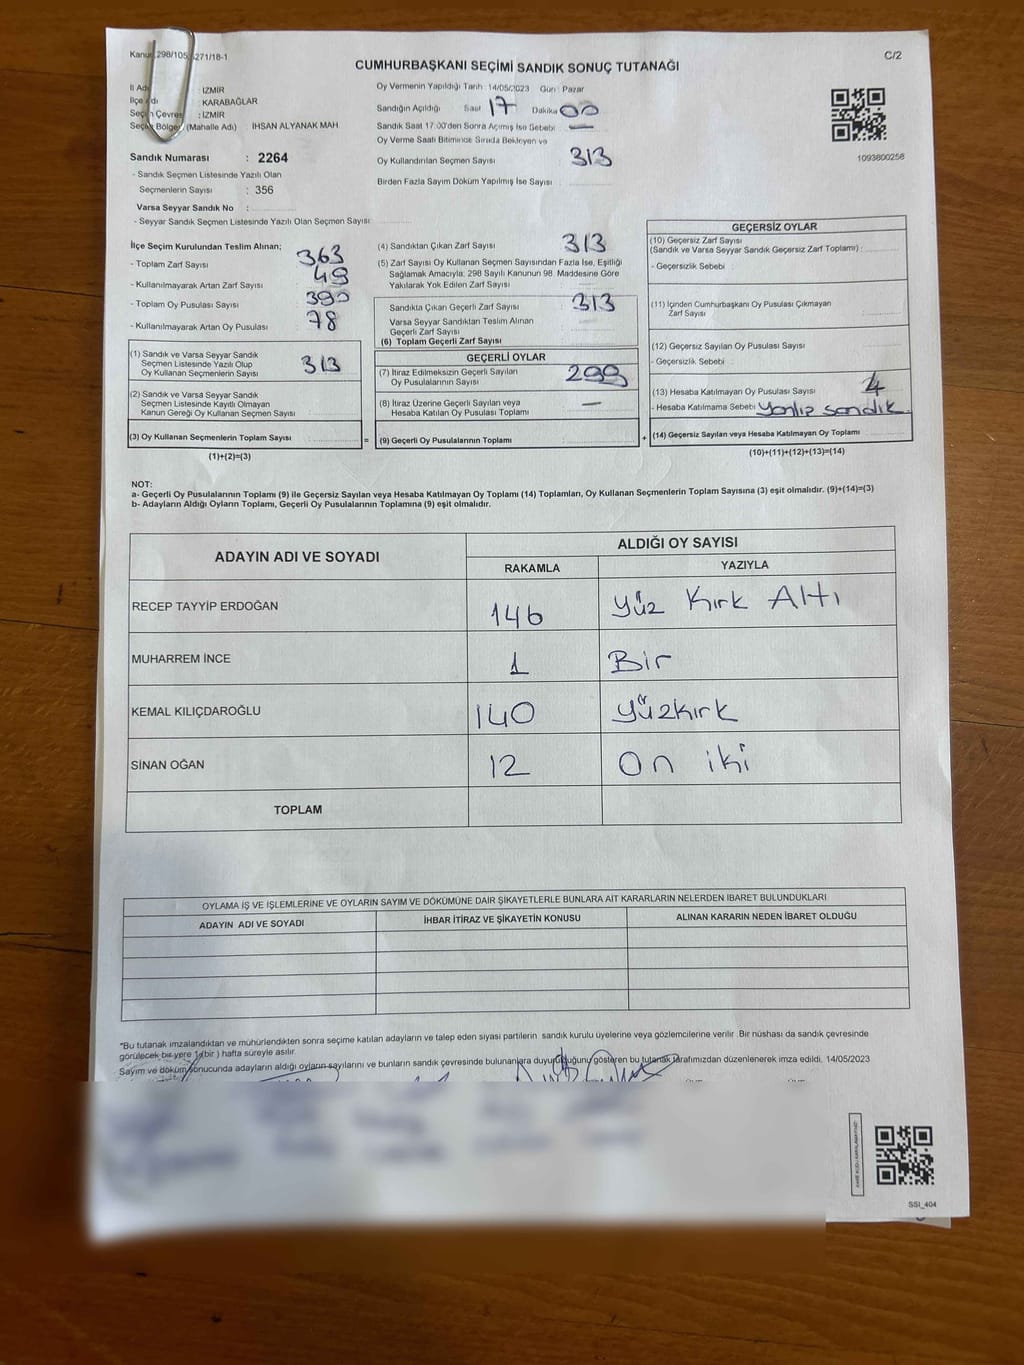 Kanun 298/105, 271/18-1
C/2
CUMHURBAŞKANI SEÇİMİ SANDIK SONUÇ TUTANAĞI
İl Adı : İZMİR
İlçe Adı : KARABAĞLAR
Seçim Çevresi : İZMİR
Seçim Bölgesi (Mahalle Adı) : İHSAN ALYANAK MAH.
Sandık Numarası : 2264
- Sandık Seçmen Listesinde Yazılı Olan
Seçmenlerin Sayısı : 356
Varsa Seyyar Sandık No :
- Seyyar Sandık Seçmen Listesinde Yazılı Olan Seçmen Sayısı:
Oy Vermenin Yapıldığı Tarih: 14/05/2023 Gün: Pazar
Sandığın Açıldığı Saat 17 Dakika 00
Sandık Saat 17:00'den Sonra Açılmış İse Sebebi —
Oy Verme Saati Bitiminde Sırada Bekleyen ve
Oy Kullandırılan Seçmen Sayısı 313
Birden Fazla Sayım Döküm Yapılmış İse Sayısı
1093600256
İlçe Seçim Kurulundan Teslim Alınan;
- Toplam Zarf Sayısı 363
- Kullanılmayarak Artan Zarf Sayısı 49
- Toplam Oy Pusulası Sayısı 390
- Kullanılmayarak Artan Oy Pusulası 78
(1) Sandık ve Varsa Seyyar Sandık
Seçmen Listesinde Yazılı Olup
Oy Kullanan Seçmenlerin Sayısı 313
(2) Sandık ve Varsa Seyyar Sandık
Seçmen Listesinde Kayıtlı Olmayan
Kanun Gereği Oy Kullanan Seçmen Sayısı
(3) Oy Kullanan Seçmenlerin Toplam Sayısı =
(1)+(2)=(3)
(4) Sandıktan Çıkan Zarf Sayısı 313
(5) Zarf Sayısı Oy Kullanan Seçmen Sayısından Fazla İse, Eşitliği
Sağlamak Amacıyla; 298 Sayılı Kanunun 98. Maddesine Göre
Yakılarak Yok Edilen Zarf Sayısı
Sandıkta Çıkan Geçerli Zarf Sayısı 313
Varsa Seyyar Sandıktan Teslim Alınan
Geçerli Zarf Sayısı
(6) Toplam Geçerli Zarf Sayısı
GEÇERLİ OYLAR
(7) İtiraz Edilmeksizin Geçerli Sayılan
Oy Pusulalarının Sayısı 299
(8) İtiraz Üzerine Geçerli Sayılan veya
Hesaba Katılan Oy Pusulası Toplamı —
(9) Geçerli Oy Pusulalarının Toplamı +
GEÇERSİZ OYLAR
(10) Geçersiz Zarf Sayısı
(Sandık ve Varsa Seyyar Sandık Geçersiz Zarf Toplamı) :
- Geçersizlik Sebebi
(11) İçinden Cumhurbaşkanı Oy Pusulası Çıkmayan
Zarf Sayısı
(12) Geçersiz Sayılan Oy Pusulası Sayısı
- Geçersizlik Sebebi
(13) Hesaba Katılmayan Oy Pusulası Sayısı
- Hesaba Katılmama Sebebi Yanlış sandık
(14) Geçersiz Sayılan veya Hesaba Katılmayan Oy Toplamı
(10)+(11)+(12)+(13)=(14)
NOT:
a- Geçerli Oy Pusulalarının Toplamı (9) ile Geçersiz Sayılan veya Hesaba Katılmayan Oy Toplamı (14) Toplamları, Oy Kullanan Seçmenlerin Toplam Sayısına (3) eşit olmalıdır. (9)+(14)=(3)
b- Adayların Aldığı Oyların Toplamı, Geçerli Oy Pusulalarının Toplamına (9) eşit olmalıdır.
ADAYIN ADI VE SOYADI
ALDIĞI OY SAYISI
RAKAMLA YAZIYLA
RECEP TAYYİP ERDOĞAN 146 Yüz Kırk Altı
MUHARREM İNCE 1 Bir
KEMAL KILIÇDAROĞLU 140 Yüzkırk
SİNAN OĞAN 12 On iki
TOPLAM
OYLAMA İŞ VE İŞLEMLERİNE VE OYLARIN SAYIM VE DÖKÜMÜNE DAİR ŞİKAYETLERLE BUNLARA AİT KARARLARIN NELERDEN İBARET BULUNDUKLARI
ADAYIN ADI VE SOYADI İHBAR İTİRAZ VE ŞİKAYETİN KONUSU ALINAN KARARIN NEDEN İBARET OLDUĞU
"Bu tutanak imzalandıktan ve mühürlendikten sonra seçime katılan adayların ve talep eden siyasi partilerin sandık kurulu üyelerine veya gözlemcilerine verilir. Bir nüshası da sandık çevresinde
görülecek bir yere 1 (bir ) hafta süreyle asılır.
Sayım ve döküm sonucunda adayların aldığı oyların sayılarını ve bunların sandık çevresinde bulunanlara duyurulduğunu gösteren bu tutanak tarafımızdan düzenlenerek imza edildi. 14/05/2023
SSI_404